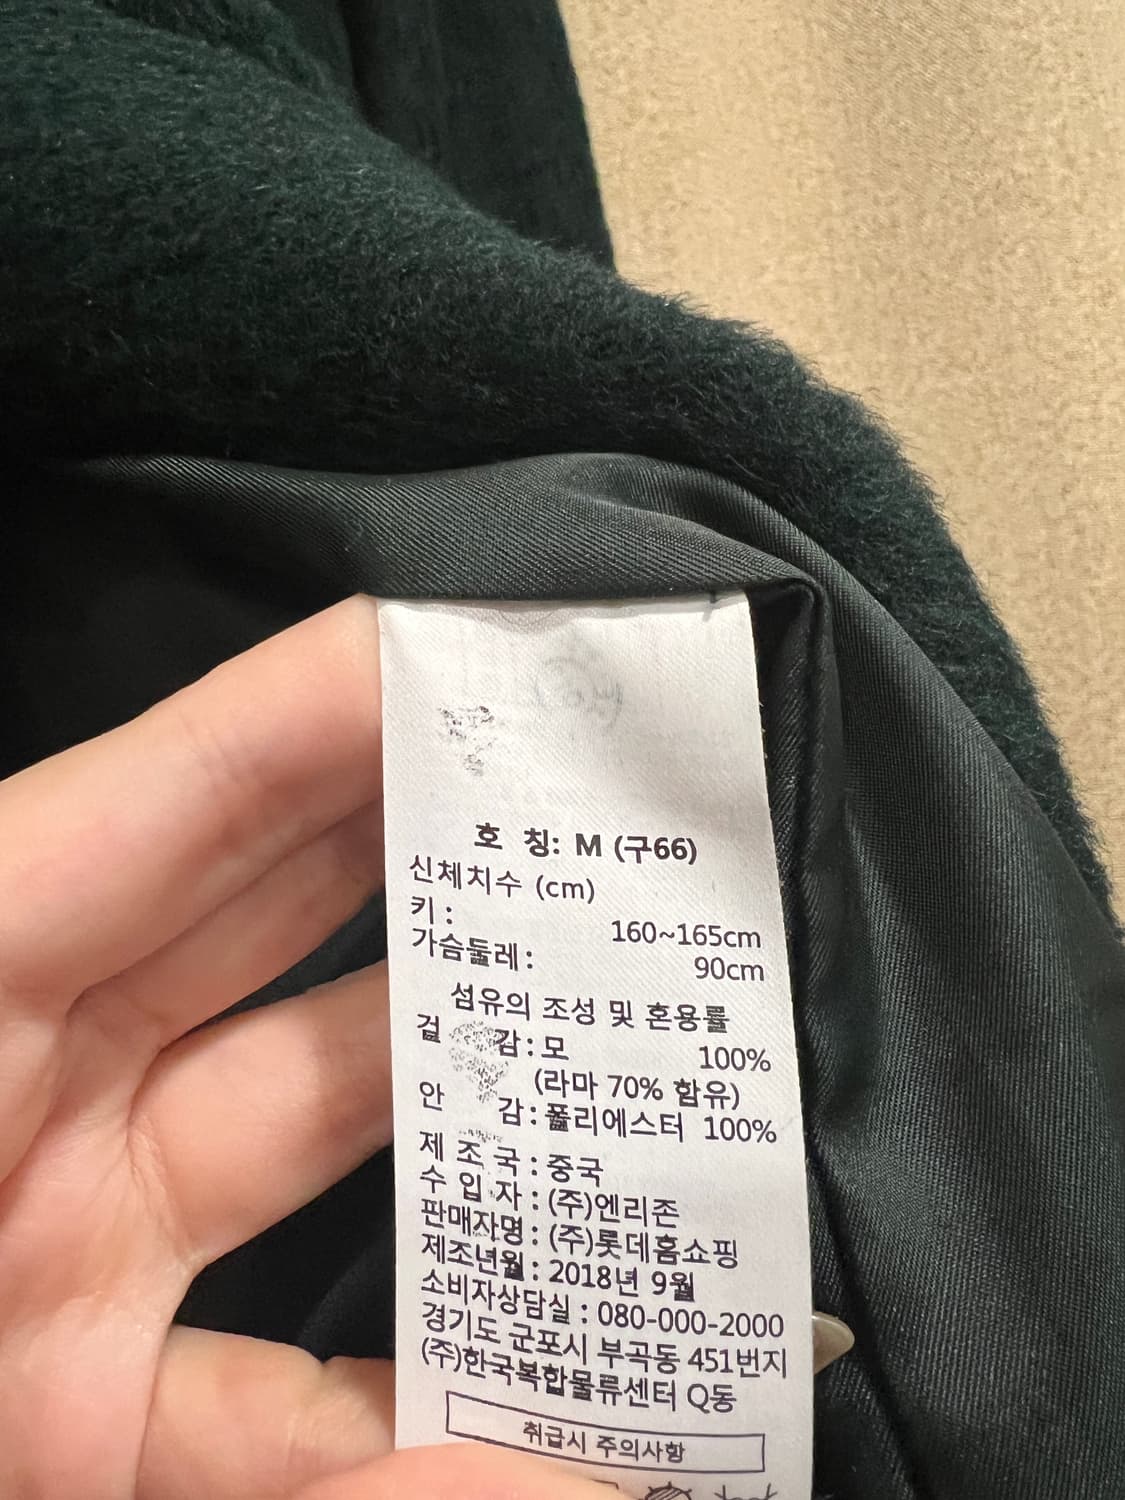 호 칭: M (구66)
신체치수 (cm)
키 : 160~165cm
가슴둘레 : 90cm
섬유의 조성 및 혼용률
겉 감 : 모 100%
(라마 70% 함유)
안 감 : 폴리에스터 100%
제 조 국 : 중국
수 입 자 : (주)엔리존
판매자명 : (주)롯데홈쇼핑
제조년월 : 2018년 9월
소비자상담실 : 080-000-2000
경기도 군포시 부곡동 451번지
(주)한국복합물류센터 Q동
취급시 주의사항